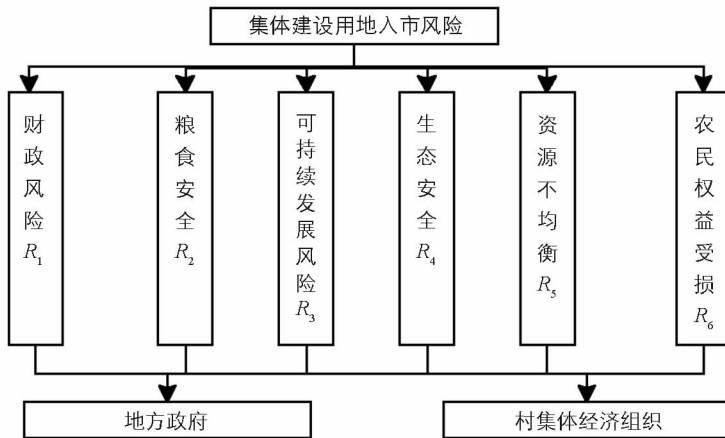 集体建设用地入市风险
财政风险R1
粮食安全R2
可持续发展风险R3
生态安全R4
资源不均衡R5
农民权益受损R6
地方政府
村集体经济组织